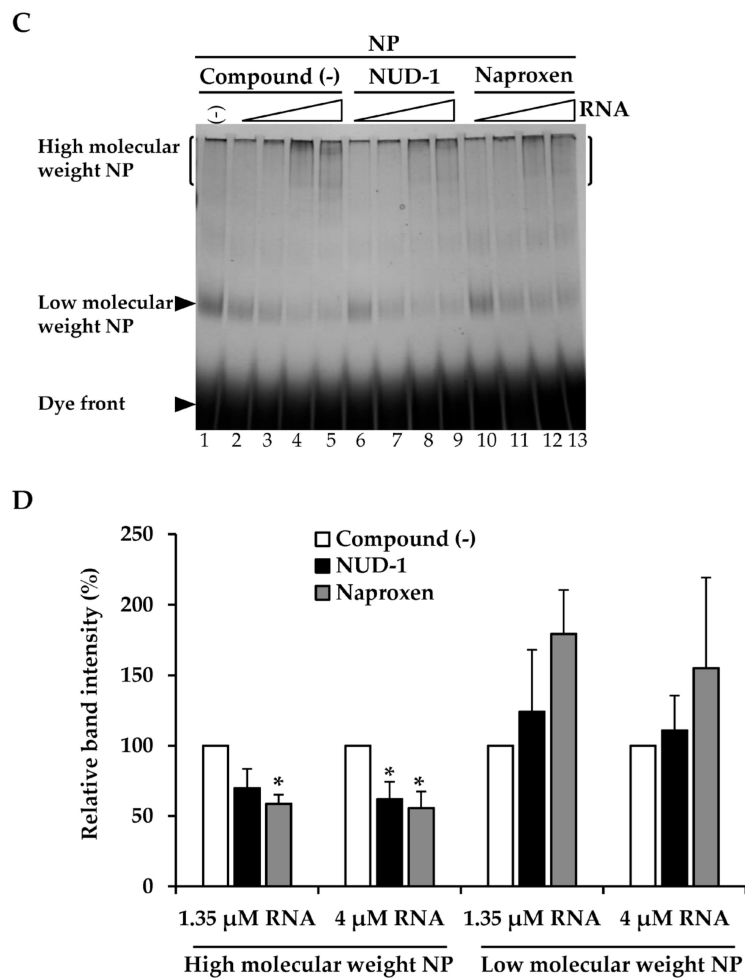 C
NP
Compound (-) NUD-1 Naproxen
(-) RNA
High molecular
weight NP
Low molecular
weight NP
Dye front
1 2 3 4 5 6 7 8 9 10 11 12 13
D
250
200
150
100
50
0
Relative band intensity (%)
Compound (-)
NUD-1
Naproxen
* * *
1.35 μM RNA 4 μM RNA 1.35 μM RNA 4 μM RNA
High molecular weight NP Low molecular weight NP